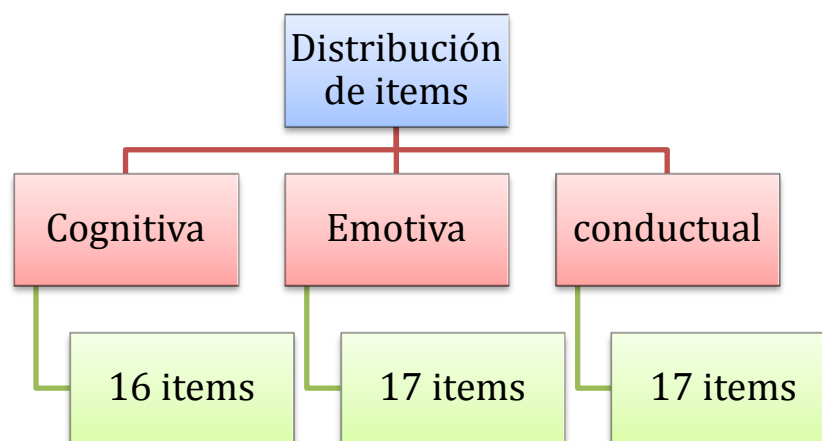 Distribución
de items
Cognitiva
Emotiva
conductual
16 items
17 items
17 items